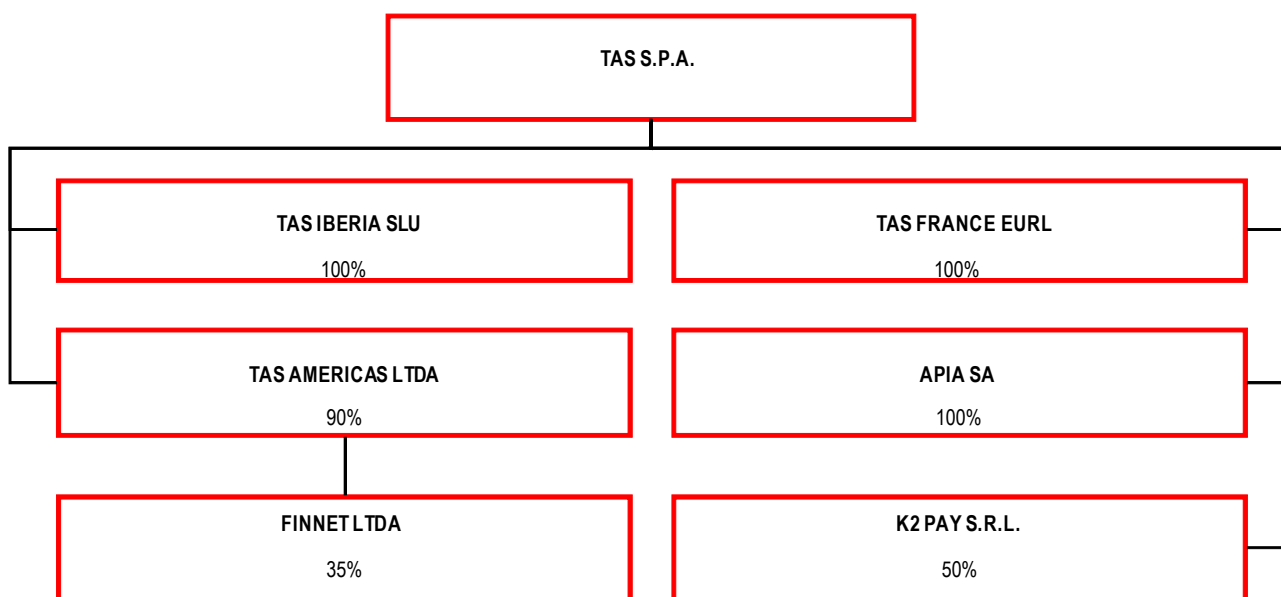 TAS S.P.A.
TAS IBERIA SLU
100%
TAS FRANCE EURL
100%
TAS AMERICAS LTDA
90%
APIA SA
100%
FINNET LTDA
35%
K2 PAY S.R.L.
50%